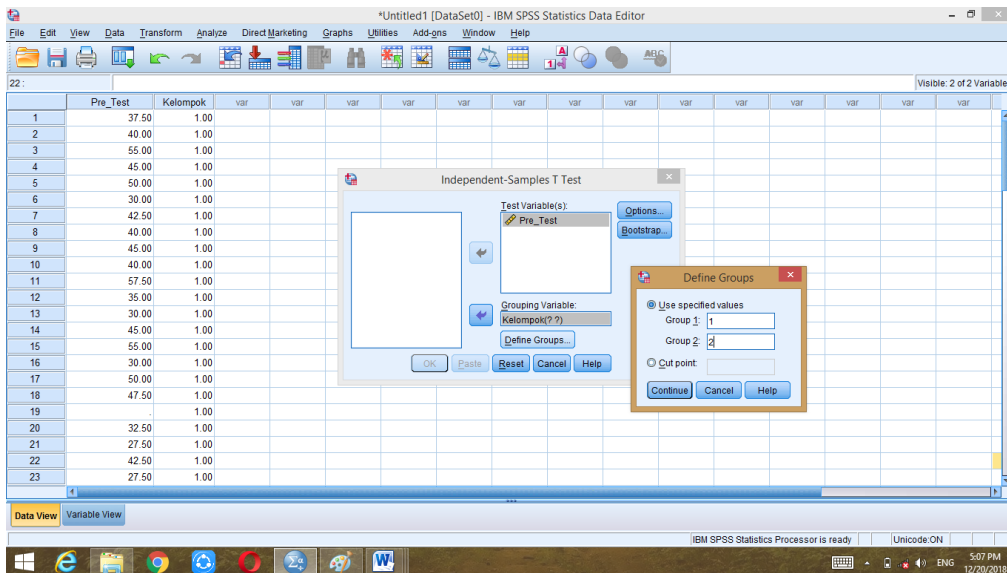 *Untitled1 [DataSet0] - IBM SPSS Statistics Data Editor
File Edit View Data Transform Analyze Direct Marketing Graphs Utilities Add-ons Window Help
22 :
Visible: 2 of 2 Variable
Pre_Test Kelompok var var var var var var var var var var var var var var
1 37.50 1.00
2 40.00 1.00
3 55.00 1.00
4 45.00 1.00
5 50.00 1.00
6 30.00 1.00
7 42.50 1.00
8 40.00 1.00
9 45.00 1.00
10 40.00 1.00
11 57.50 1.00
12 35.00 1.00
13 30.00 1.00
14 45.00 1.00
15 55.00 1.00
16 30.00 1.00
17 50.00 1.00
18 47.50 1.00
19 . 1.00
20 32.50 1.00
21 27.50 1.00
22 42.50 1.00
23 27.50 1.00
Independent-Samples T Test
Test Variable(s):
Pre_Test
Options...
Bootstrap...
Grouping Variable:
Kelompok(? ?)
Define Groups...
OK Paste Reset Cancel Help
Define Groups
Use specified values
Group 1: 1
Group 2: 2
Cut point:
Continue Cancel Help
Data View Variable View
IBM SPSS Statistics Processor is ready Unicode:ON
ENG 5:07 PM
12/20/2018